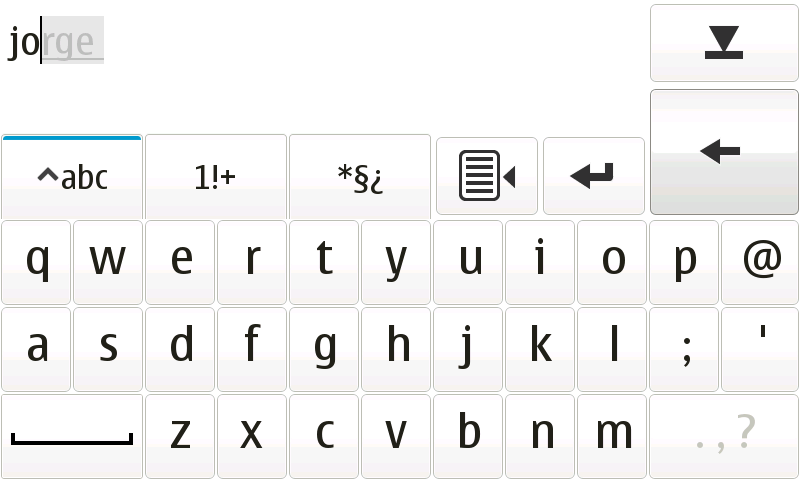 jorge
^abc 1!+ *§¿
q w e r t y u i o p @
a s d f g h j k l ; '
z x c v b n m . , ?